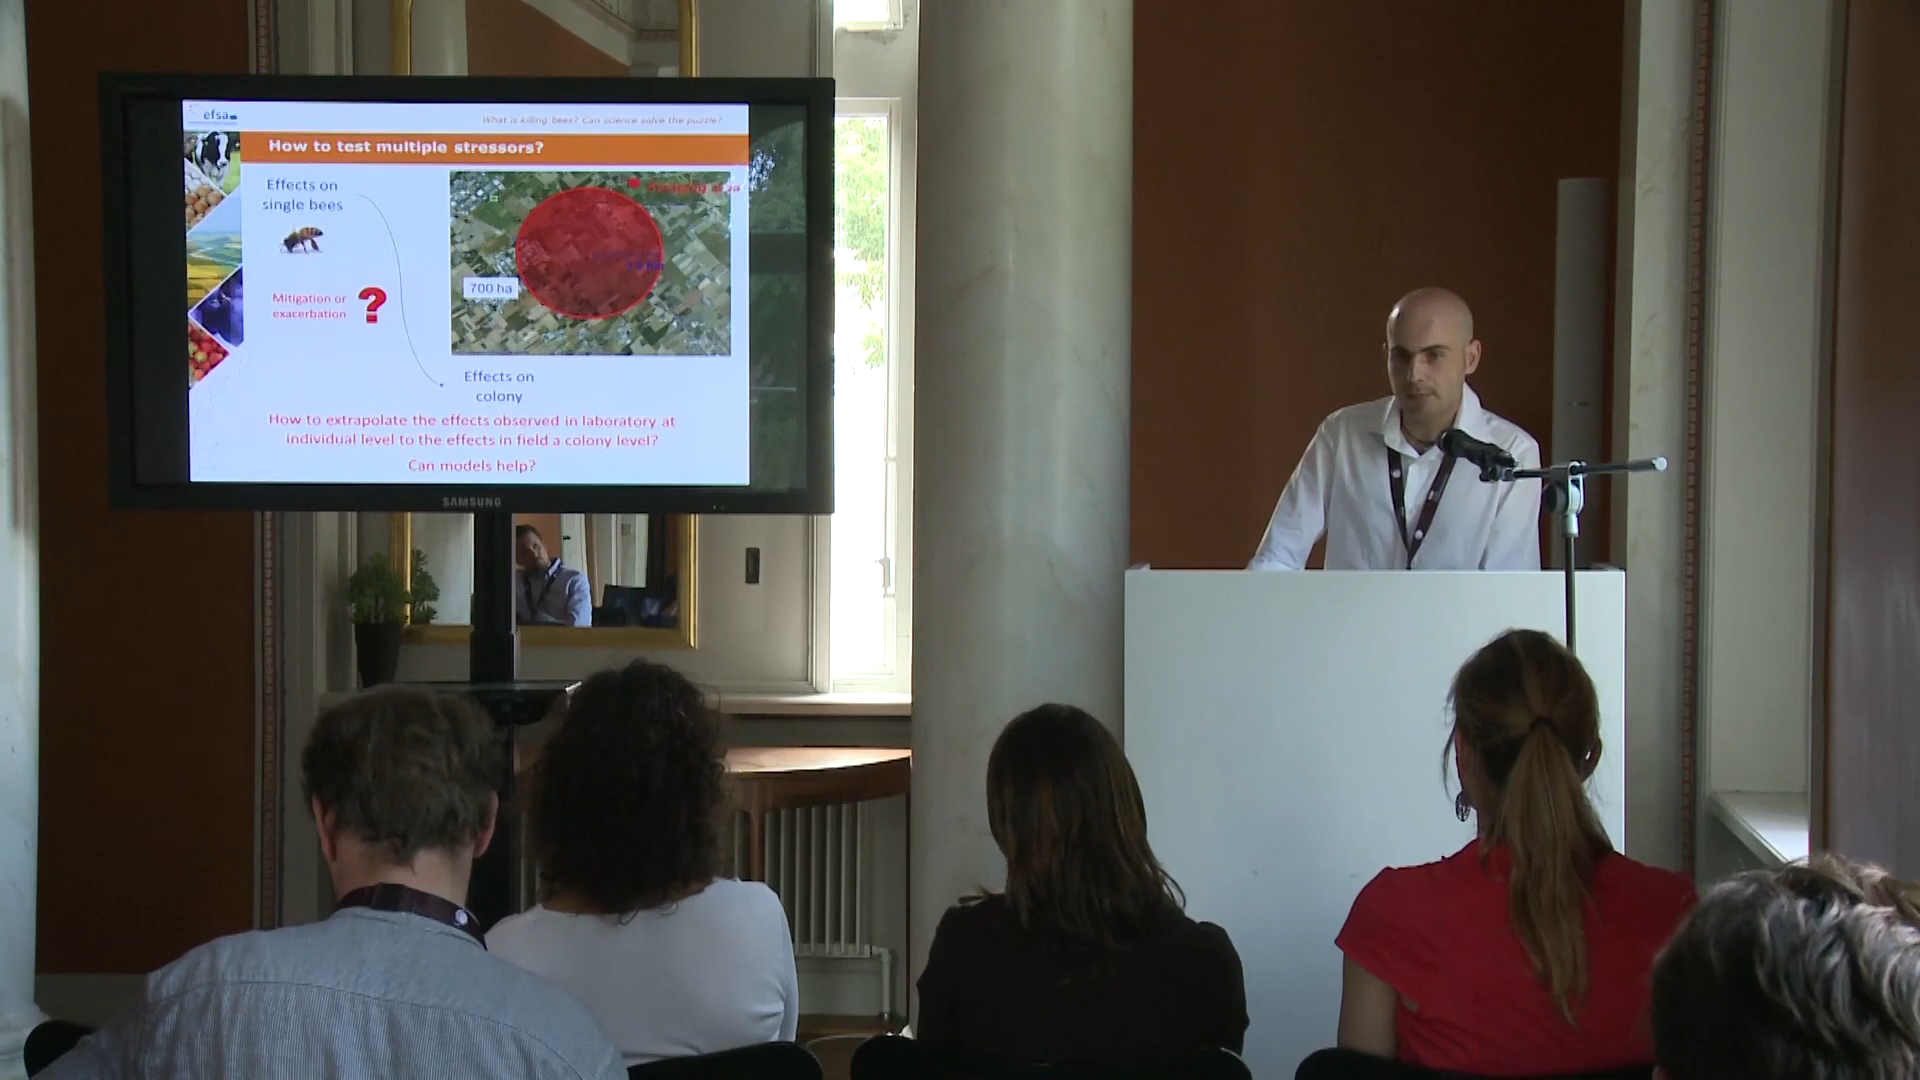 efsa
What is killing bees? Can science solve the puzzle?
How to test multiple stressors?
Effects on
single bees
Foraging area
700 ha
Mitigation or
exacerbation
?
Effects on
colony
How to extrapolate the effects observed in laboratory at
individual level to the effects in field a colony level?
Can models help?
SAMSUNG